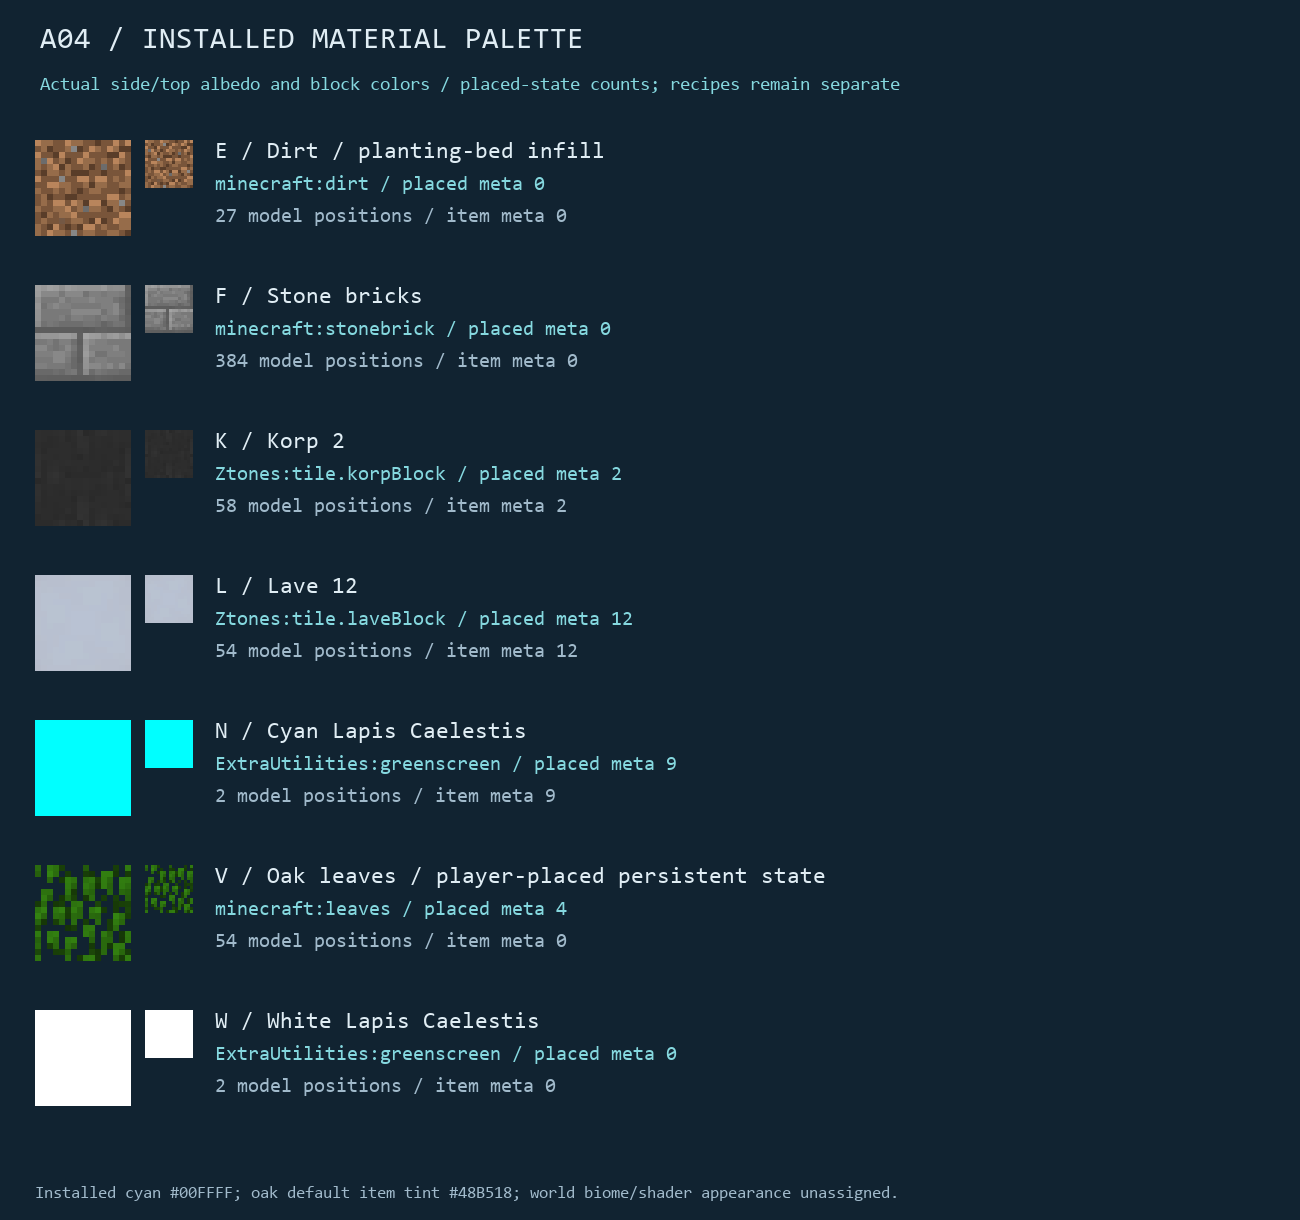 A04 / INSTALLED MATERIAL PALETTE
Actual side/top albedo and block colors / placed-state counts; recipes remain separate
E / Dirt / planting-bed infill
minecraft:dirt / placed meta 0
27 model positions / item meta 0
F / Stone bricks
minecraft:stonebrick / placed meta 0
384 model positions / item meta 0
K / Korp 2
Ztones:tile.korpBlock / placed meta 2
58 model positions / item meta 2
L / Lave 12
Ztones:tile.laveBlock / placed meta 12
54 model positions / item meta 12
N / Cyan Lapis Caelestis
ExtraUtilities:greenscreen / placed meta 9
2 model positions / item meta 9
V / Oak leaves / player-placed persistent state
minecraft:leaves / placed meta 4
54 model positions / item meta 0
W / White Lapis Caelestis
ExtraUtilities:greenscreen / placed meta 0
2 model positions / item meta 0
Installed cyan #00FFFF; oak default item tint #48B518; world biome/shader appearance unassigned.